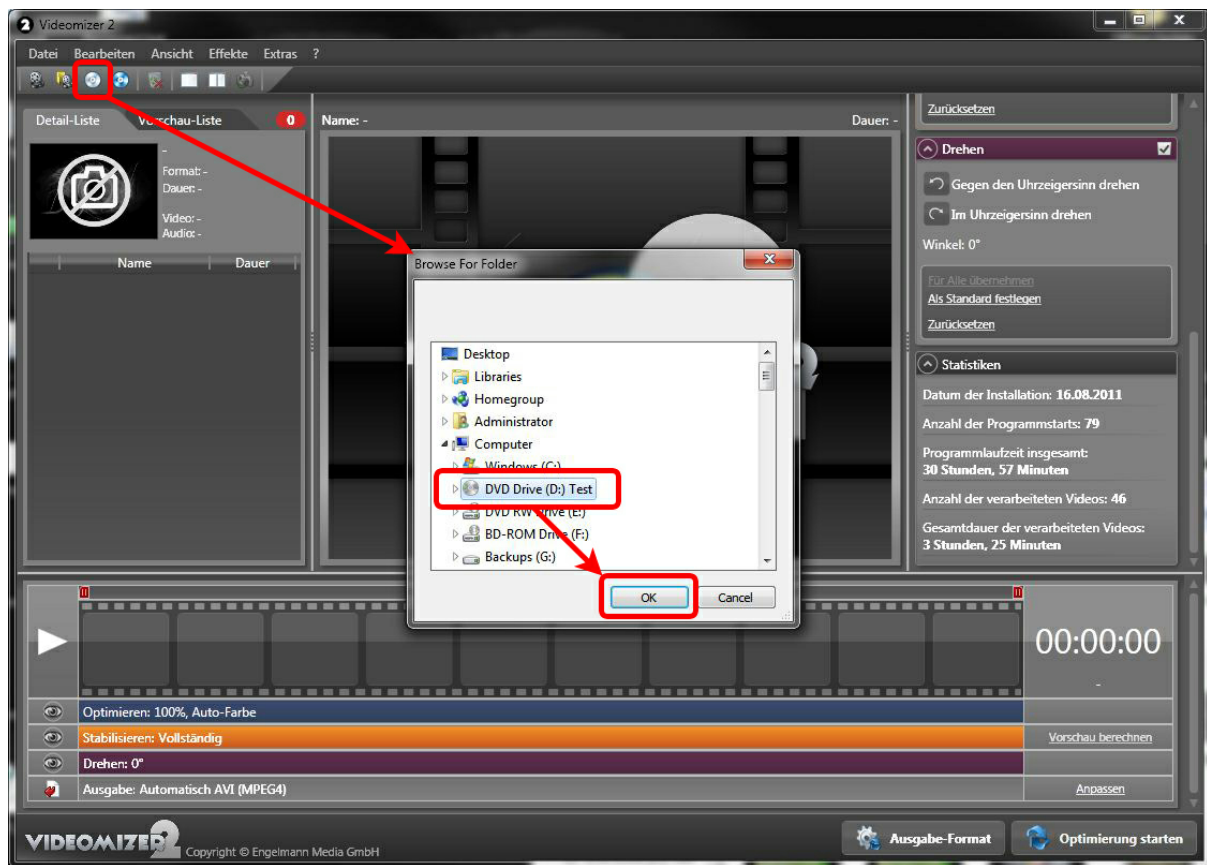 Videomizer 2
Datei Bearbeiten Ansicht Effekte Extras ?
Detail-Liste Vorschau-Liste 0
-
Format: -
Dauer: -
Video: -
Audio: -
Name Dauer
Name: - Dauer: -
Browse For Folder
Desktop
Libraries
Homegroup
Administrator
Computer
Windows (C:)
DVD Drive (D:) Test
DVD RW Drive (E:)
BD-ROM Drive (F:)
Backups (G:)
OK Cancel
Zurücksetzen
Drehen
Gegen den Uhrzeigersinn drehen
Im Uhrzeigersinn drehen
Winkel: 0°
Für Alle übernehmen
Als Standard festlegen
Zurücksetzen
Statistiken
Datum der Installation: 16.08.2011
Anzahl der Programmstarts: 79
Programmlaufzeit insgesamt:
30 Stunden, 57 Minuten
Anzahl der verarbeiteten Videos: 46
Gesamtdauer der verarbeiteten Videos:
3 Stunden, 25 Minuten
00:00:00
-
Optimieren: 100%, Auto-Farbe
Stabilisieren: Vollständig Vorschau berechnen
Drehen: 0°
Ausgabe: Automatisch AVI (MPEG4) Anpassen
VIDEOMIZER 2 Copyright © Engelmann Media GmbH
Ausgabe-Format Optimierung starten